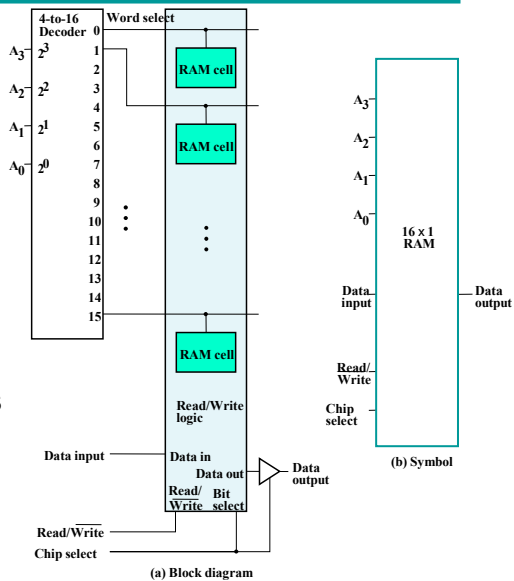 4-to-16
Decoder
Word select
0
1
2
3
4
5
6
7
8
9
10
11
12
13
14
15
A3 2^3
A2 2^2
A1 2^1
A0 2^0
RAM cell
RAM cell
RAM cell
Read/Write
logic
Data input
Data in
Data out
Data
output
Read/
Write
Bit
select
Read/Write
Chip select
(a) Block diagram
A3
A2
A1
A0
16 x 1
RAM
Data
input
Data
output
Read/
Write
Chip
select
(b) Symbol